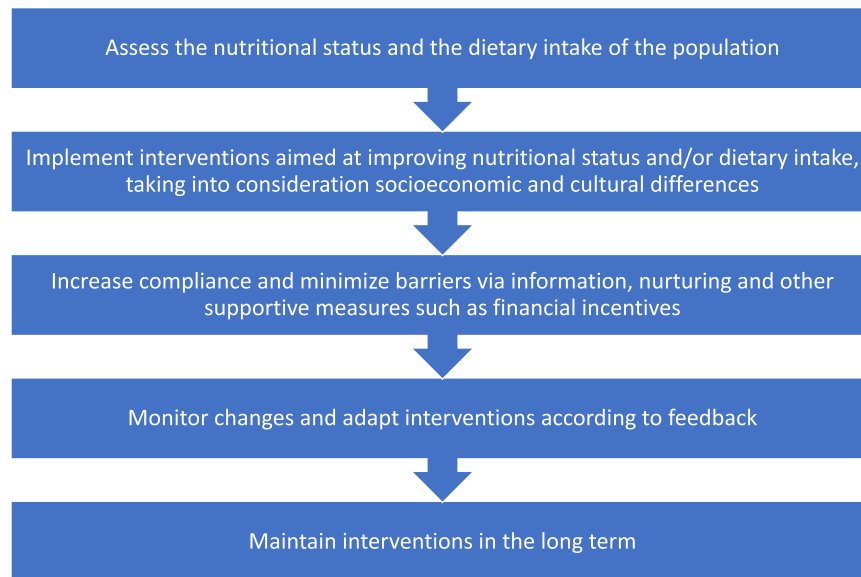 Assess the nutritional status and the dietary intake of the population
Implement interventions aimed at improving nutritional status and/or dietary intake,
taking into consideration socioeconomic and cultural differences
Increase compliance and minimize barriers via information, nurturing and other
supportive measures such as financial incentives
Monitor changes and adapt interventions according to feedback
Maintain interventions in the long term